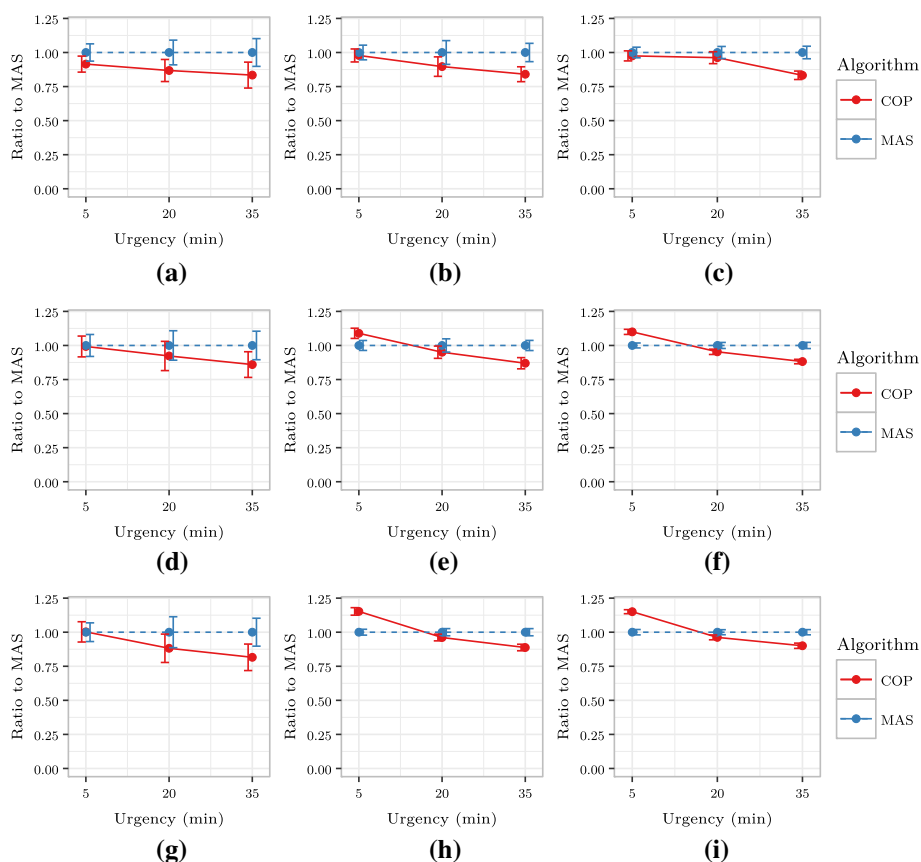 1.25 1.25 1.25
1.00 1.00 1.00
0.75 0.75 0.75
0.50 0.50 0.50
0.25 0.25 0.25
0.00 0.00 0.00
Ratio to MAS Ratio to MAS Ratio to MAS
5 20 35 5 20 35 5 20 35
Urgency (min) Urgency (min) Urgency (min)
Algorithm
COP
MAS
(a) (b) (c)
1.25 1.25 1.25
1.00 1.00 1.00
0.75 0.75 0.75
0.50 0.50 0.50
0.25 0.25 0.25
0.00 0.00 0.00
Ratio to MAS Ratio to MAS Ratio to MAS
5 20 35 5 20 35 5 20 35
Urgency (min) Urgency (min) Urgency (min)
Algorithm
COP
MAS
(d) (e) (f)
1.25 1.25 1.25
1.00 1.00 1.00
0.75 0.75 0.75
0.50 0.50 0.50
0.25 0.25 0.25
0.00 0.00 0.00
Ratio to MAS Ratio to MAS Ratio to MAS
5 20 35 5 20 35 5 20 35
Urgency (min) Urgency (min) Urgency (min)
Algorithm
COP
MAS
(g) (h) (i)